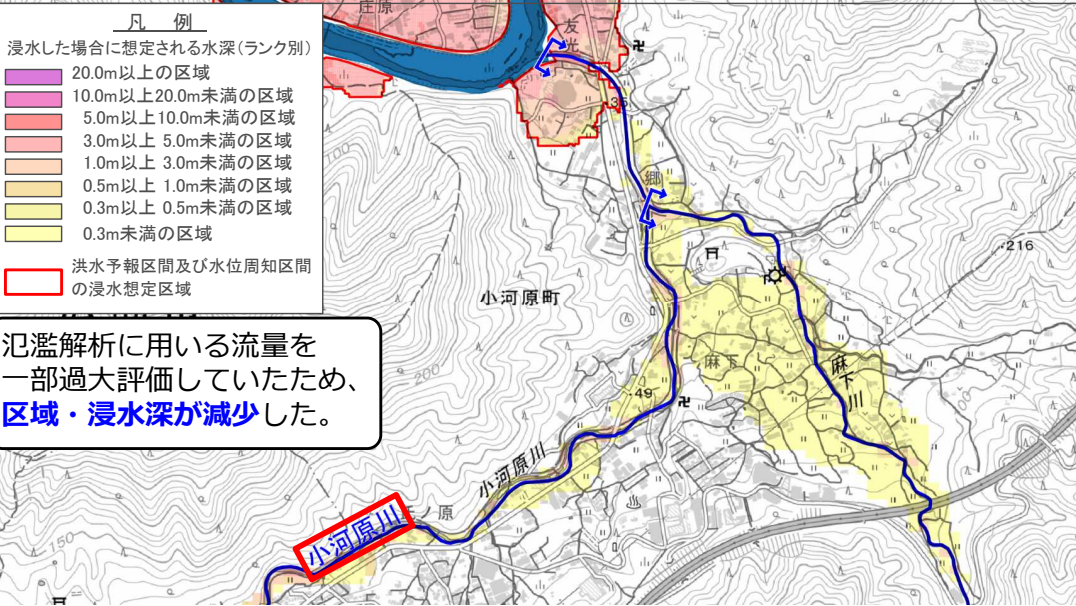 凡 例
浸水した場合に想定される水深(ランク別)
20.0m以上の区域
10.0m以上20.0m未満の区域
5.0m以上10.0m未満の区域
3.0m以上 5.0m未満の区域
1.0m以上 3.0m未満の区域
0.5m以上 1.0m未満の区域
0.3m以上 0.5m未満の区域
0.3m未満の区域
洪水予報区間及び水位周知区間
の浸水想定区域
氾濫解析に用いる流量を
一部過大評価していたため、
区域・浸水深が減少した。
庄原
友光
郷
216
小河原町
麻下
麻下川
49
200
100
小河原川
ノ原
小河原川
150